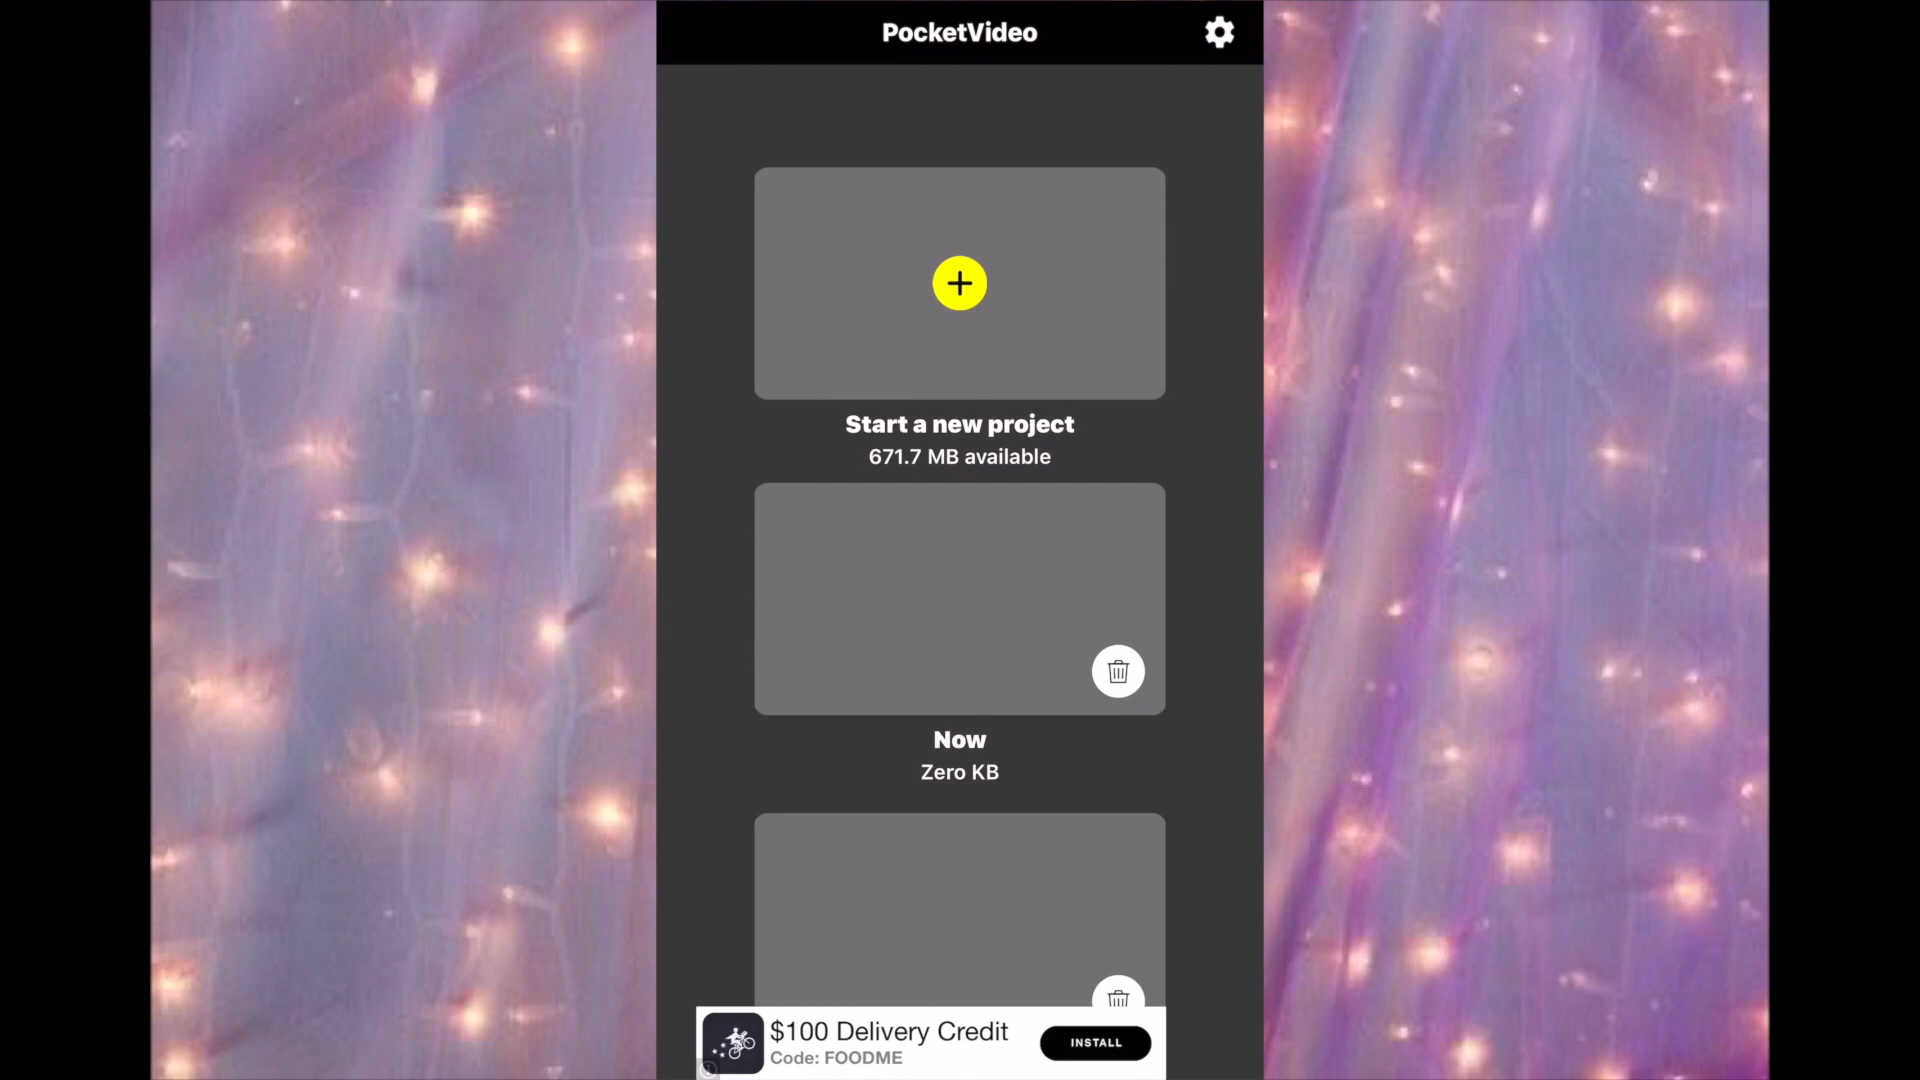 PocketVideo
Start a new project
671.7 MB available
Now
Zero KB
$100 Delivery Credit
Code: FOODME
INSTALL